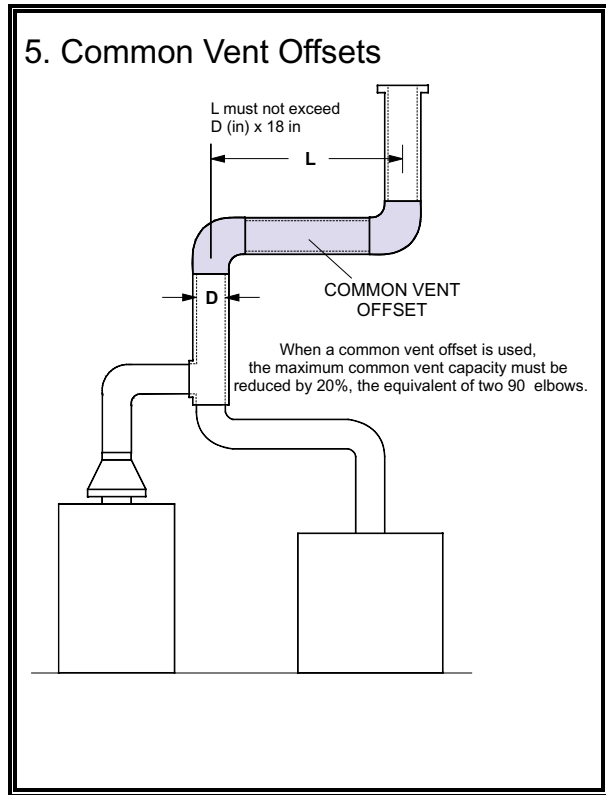 5. Common Vent Offsets
L must not exceed
D (in) x 18 in
L
D
COMMON VENT
OFFSET
When a common vent offset is used,
the maximum common vent capacity must be
reduced by 20%, the equivalent of two 90 elbows.